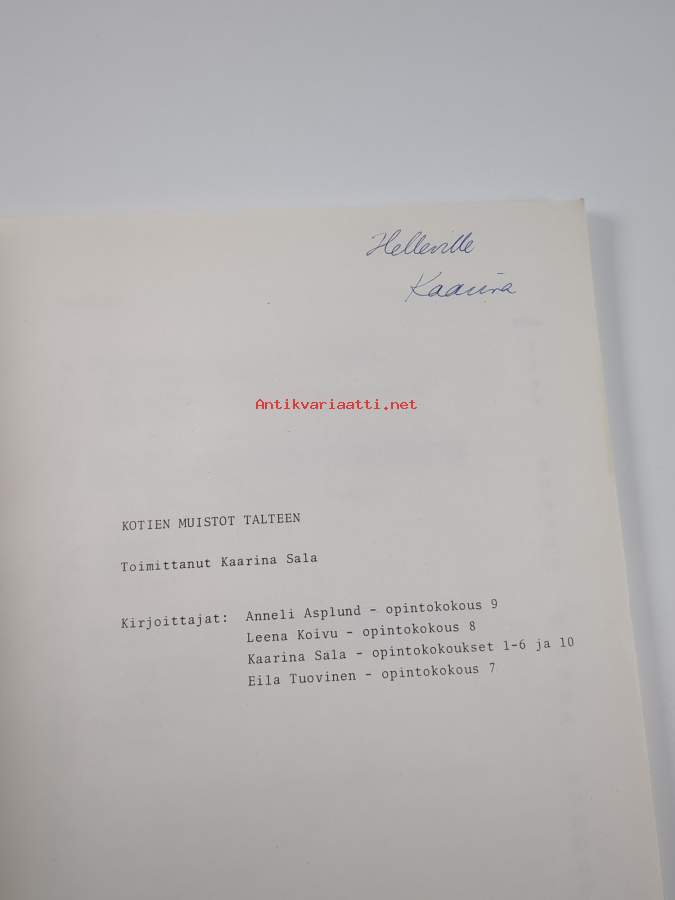 Helleville
Kaarina
Antikvariaatti.net
KOTIEN MUISTOT TALTEEN
Toimittanut Kaarina Sala
Kirjoittajat: Anneli Asplund - opintokokous 9
Leena Koivu - opintokokous 8
Kaarina Sala - opintokokoukset 1-6 ja 10
Eila Tuovinen - opintokokous 7